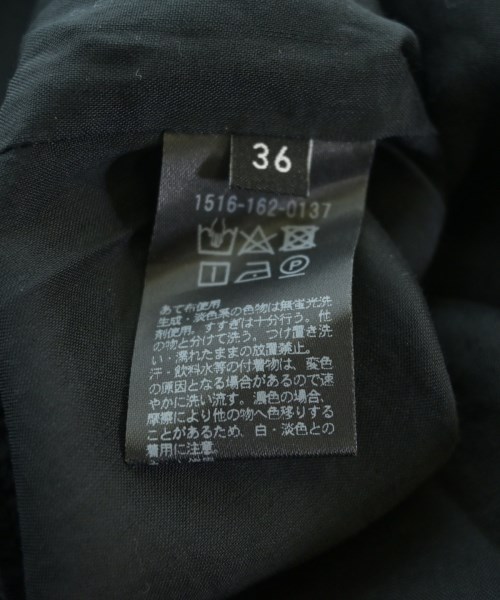 36
1516-162-0137
あて布使用
生成・淡色系の色物は無蛍光洗
剤使用。すすぎは十分行う。他
の物と分けて洗う。つけ置き洗
い・濡れたままの放置禁止。
汗・飲料水等の付着物は、変色
の原因となる場合があるので速
やかに洗い流す。濃色の場合、
摩擦により他の物へ色移りする
ことがあるため、白・淡色との
着用に注意。